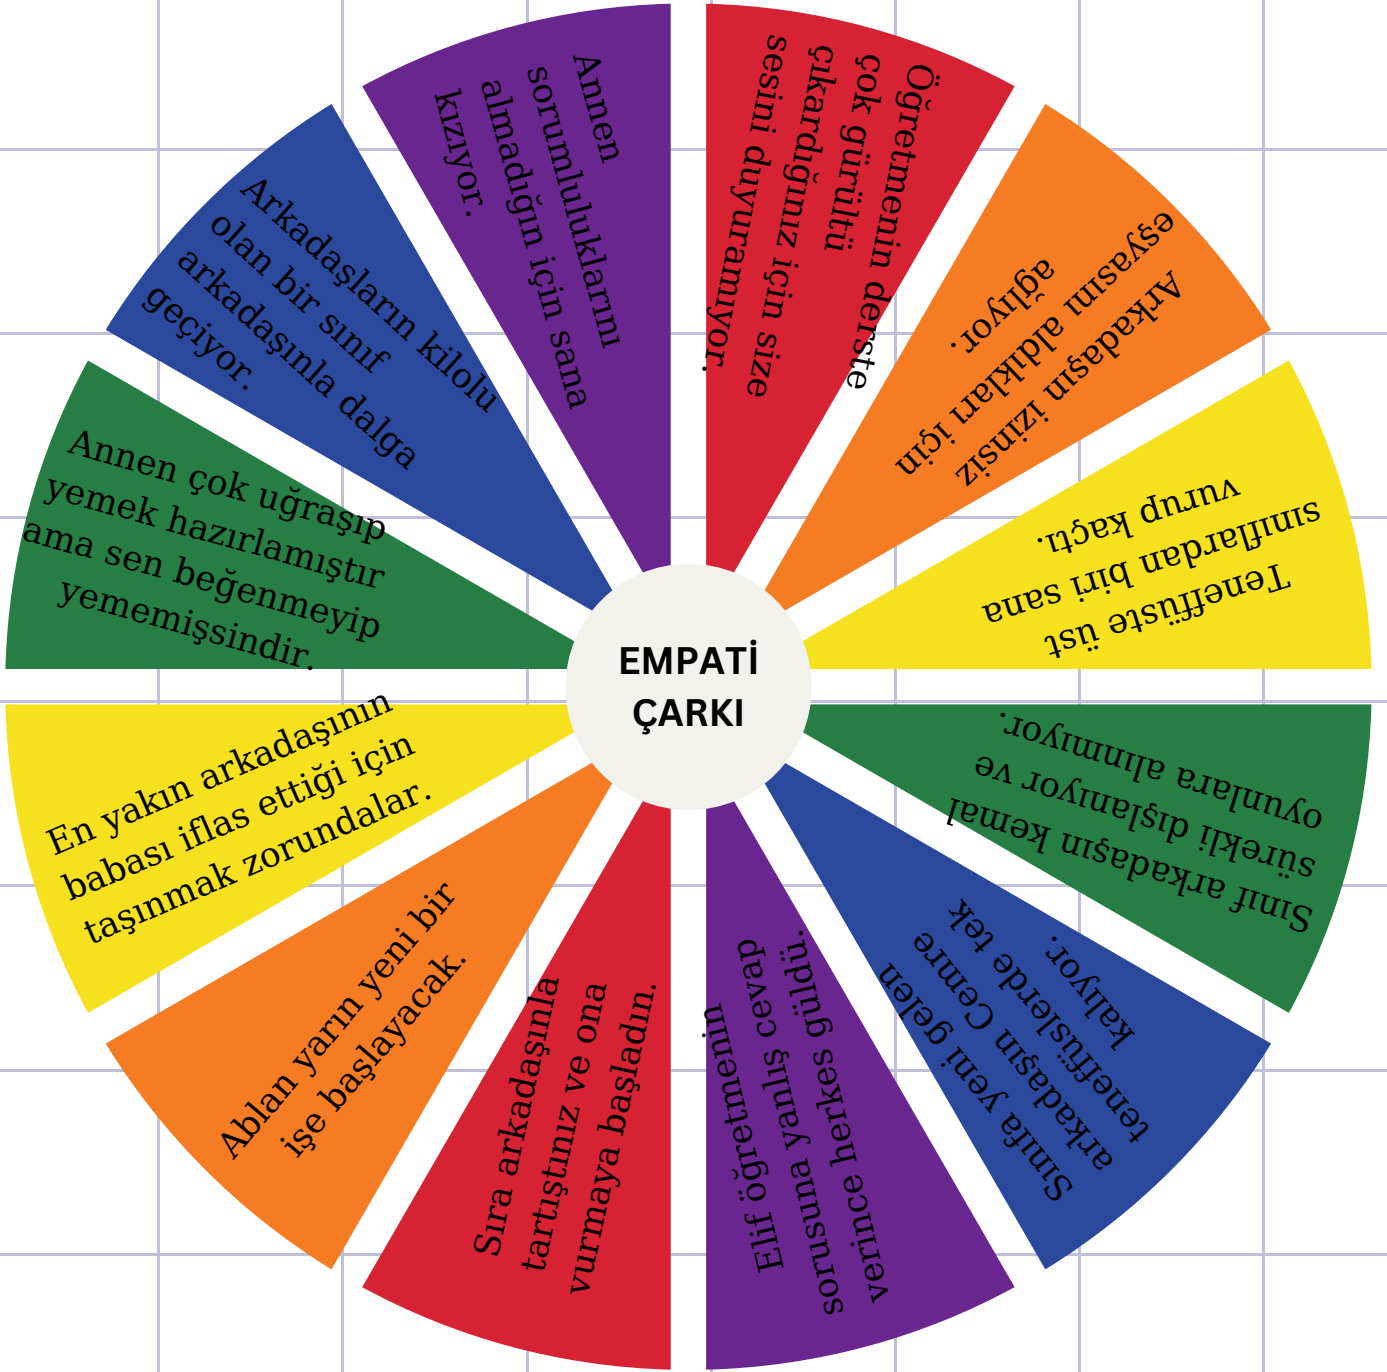 EMPATİ
ÇARKI
Öğretmenin derste
çok gürültü
çıkardığınız için size
sesini duyuramıyor.
Arkadaşın izinsiz
eşyasını aldıkları için
ağlıyor.
Teneffüste üst
sınıflardan biri sana
vurup kaçtı.
Sınıf arkadaşın kemal
sürekli dışlanıyor ve
oyunlara alınmıyor.
Sınıfa yeni gelen
arkadaşın Cemre
teneffüslerde tek
kalıyor.
Elif öğretmenin
sorusuna yanlış cevap
verince herkes güldü.
Sıra arkadaşınla
tartıştınız ve ona
vurmaya başladın.
Ablan yarın yeni bir
işe başlayacak.
En yakın arkadaşının
babası iflas ettiği için
taşınmak zorundalar.
Annen çok uğraşıp
yemek hazırlamıştır
ama sen beğenmeyip
yememişsindir.
Arkadaşların kilolu
olan bir sınıf
arkadaşınla dalga
geçiyor.
Annen
sorumluluklarını
almadığın için sana
kızıyor.